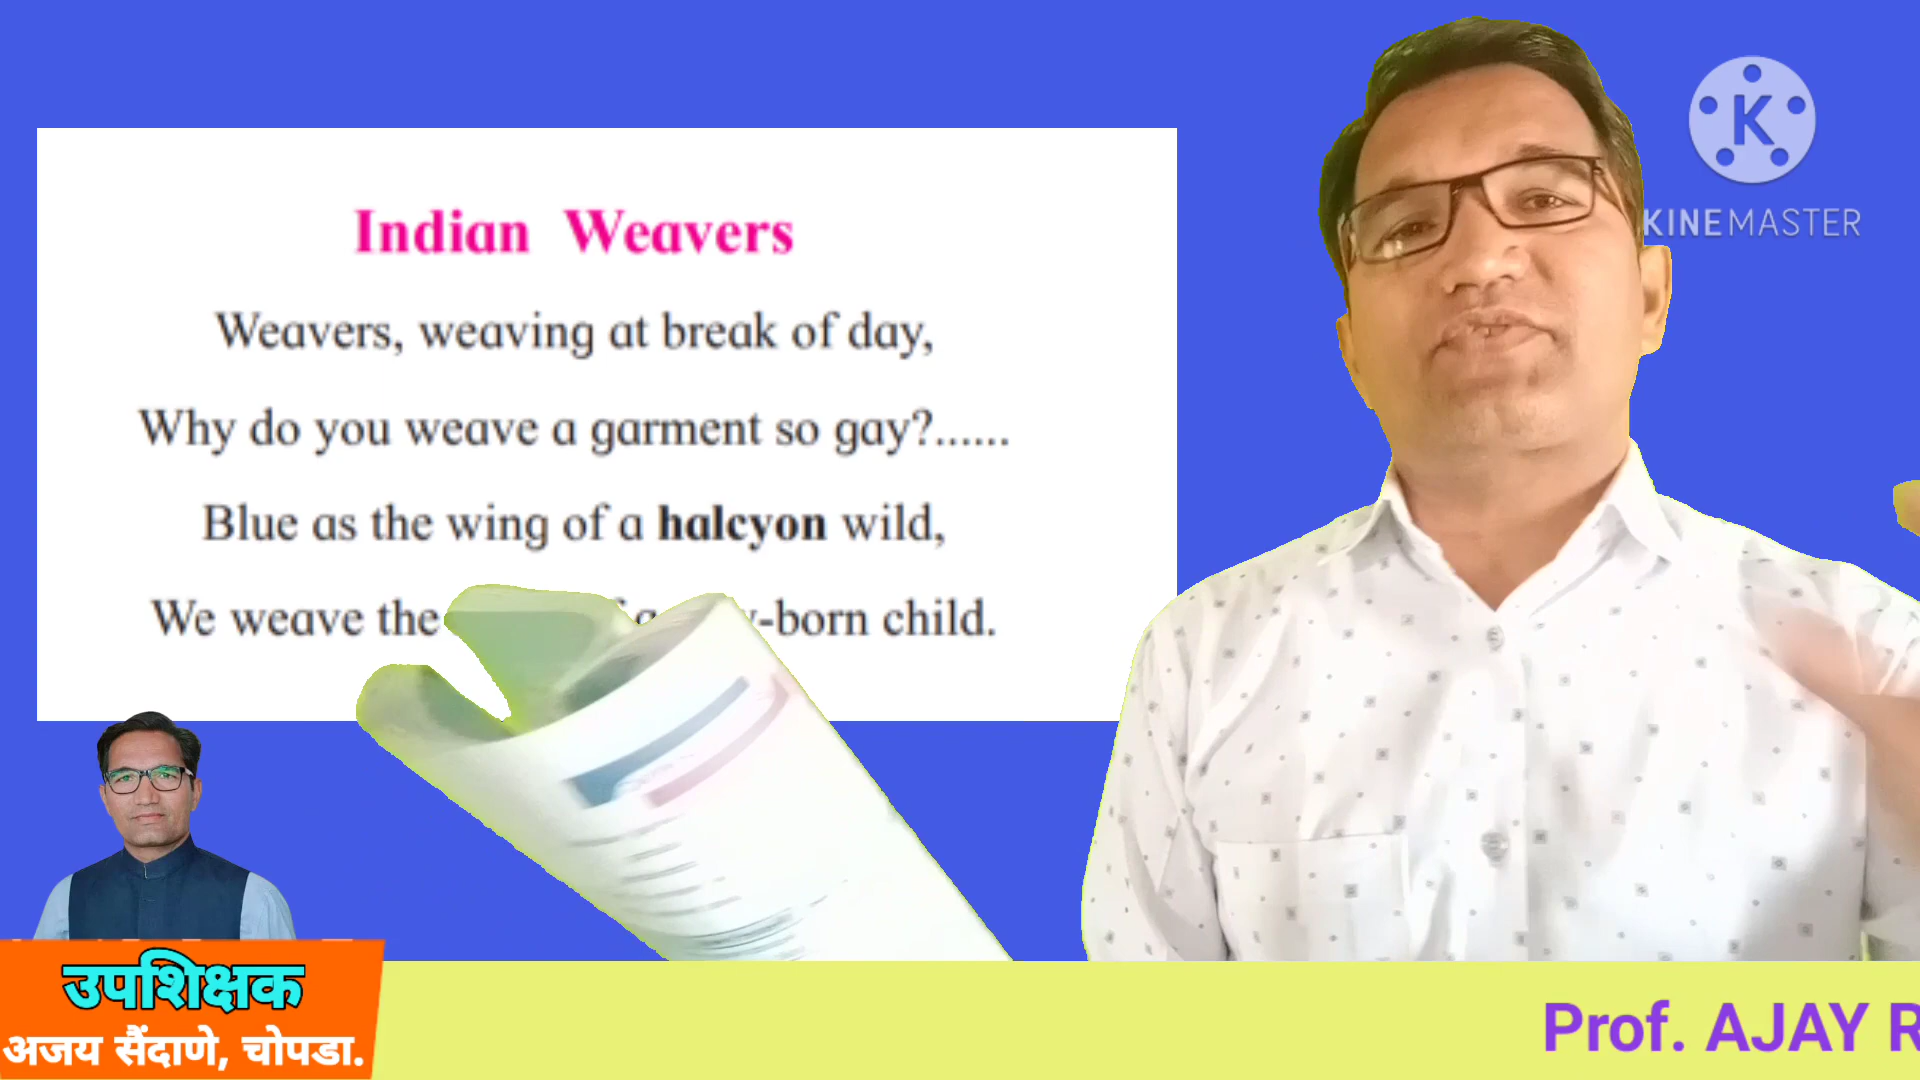 Indian Weavers
Weavers, weaving at break of day,
Why do you weave a garment so gay?......
Blue as the wing of a halcyon wild,
We weave the -born child.
K
KINEMASTER
उपशिक्षक
अजय सैंदाणे, चोपडा.
Prof. AJAY R